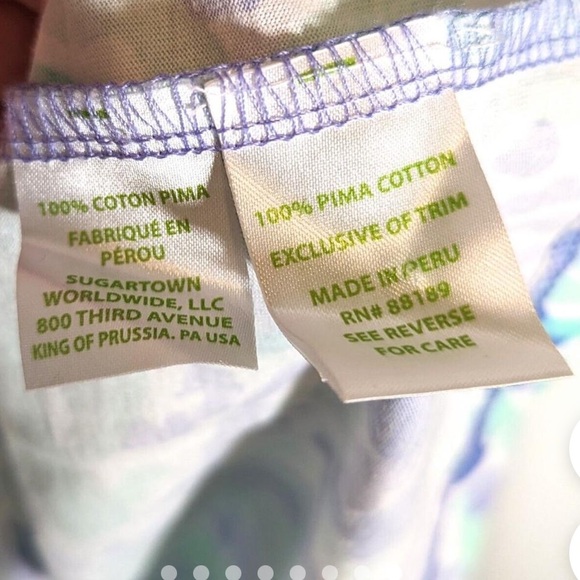 100% COTON PIMA
FABRIQUÉ EN
PÉROU
SUGARTOWN
WORLDWIDE, LLC
800 THIRD AVENUE
KING OF PRUSSIA. PA USA
100% PIMA COTTON
EXCLUSIVE OF TRIM
MADE IN PERU
RN# 88189
SEE REVERSE
FOR CARE